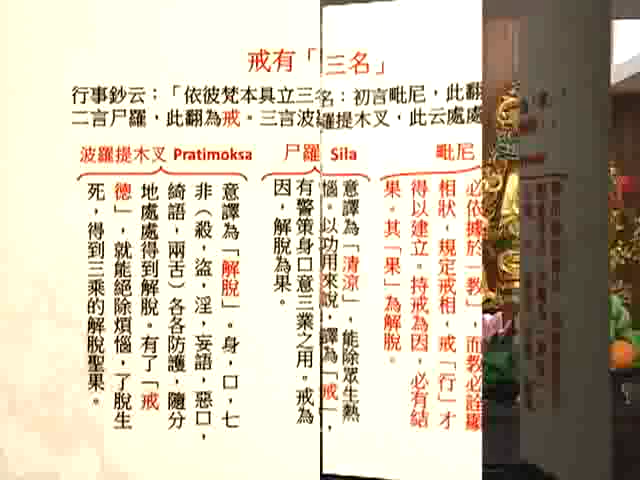 戒有「三名」
行事鈔云：「依彼梵本具立三名：初言毗尼，此翻
二言尸羅，此翻為戒。三言波羅提木叉，此云處處
毗尼
必依據於「教」，而教必詮顯
相狀，規定戒相，戒「行」才
得以建立。持戒為因，必有結
果。其「果」為解脫。
尸羅 Sila
意譯為「清涼」，能除眾生熱
惱。以功用來說，譯為「戒」，
有警策身口意三業之用。戒為
因，解脫為果。
波羅提木叉 Pratimoksa
意譯為「解脫」。身，口，七
非（殺，盜，淫，妄語，惡口，
綺語，兩舌）各各防護，隨分
地處處得到解脫。有了「戒
德」，就能絕除煩惱，了脫生
死，得到三乘的解脫聖果。